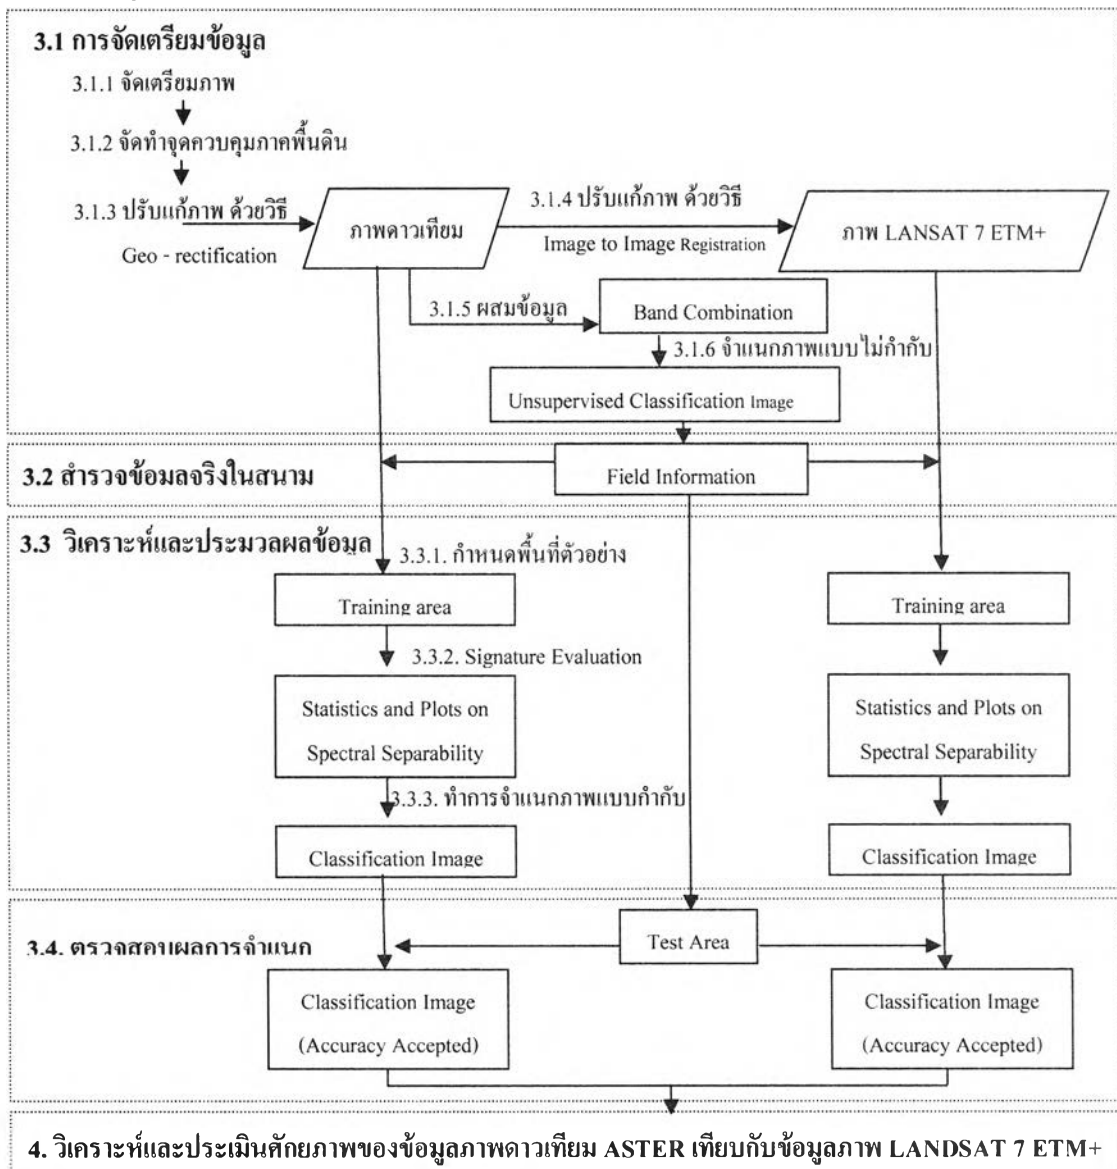 3.1 การจัดเตรียมข้อมูล
3.1.1 จัดเตรียมภาพ
3.1.2 จัดทำจุดควบคุมภาคพื้นดิน
3.1.3 ปรับแก้ภาพ ด้วยวิธี
Geo - rectification
ภาพดาวเทียม
3.1.4 ปรับแก้ภาพ ด้วยวิธี
Image to Image Registration
ภาพ LANSAT 7 ETM+
3.1.5 ผสมข้อมูล
Band Combination
3.1.6 จำแนกภาพแบบไม่กำกับ
Unsupervised Classification Image
3.2 สำรวจข้อมลจริงในสนาม
Field Information
3.3 วิเคราะห์และประมวลผลข้อมูล
3.3.1. กำหนดพื้นที่ตัวอย่าง
Training area
Training area
3.3.2. Signature Evaluation
Statistics and Plots on
Spectral Separability
Statistics and Plots on
Spectral Separability
3.3.3. ทำการจำแนกภาพแบบกำกับ
Classification Image
Classification Image
3.4. ตรวจสอบผลการจำแนก
Test Area
Classification Image
(Accuracy Accepted)
Classification Image
(Accuracy Accepted)
4. วิเคราะห์และประเมินศักยภาพของข้อมูลภาพดาวเทียม ASTER เทียบกับข้อมูลภาพ LANDSAT 7 ETM+